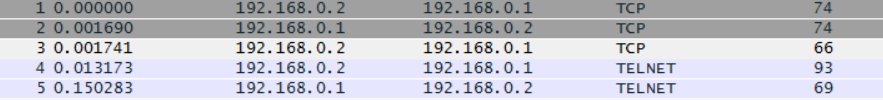 1 0.000000 192.168.0.2 192.168.0.1 TCP 74
2 0.001690 192.168.0.1 192.168.0.2 TCP 74
3 0.001741 192.168.0.2 192.168.0.1 TCP 66
4 0.013173 192.168.0.2 192.168.0.1 TELNET 93
5 0.150283 192.168.0.1 192.168.0.2 TELNET 69